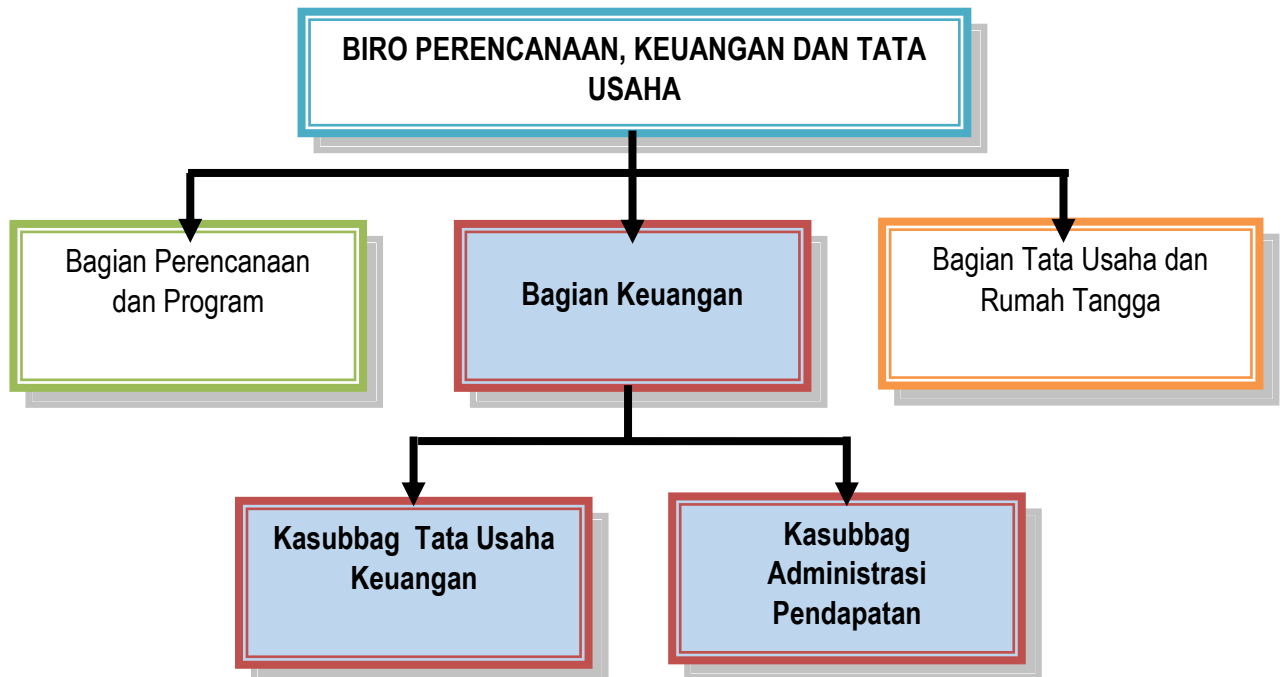 BIRO PERENCANAAN, KEUANGAN DAN TATA
USAHA
Bagian Perencanaan
dan Program
Bagian Keuangan
Bagian Tata Usaha dan
Rumah Tangga
Kasubbag  Tata Usaha
Keuangan
Kasubbag
Administrasi
Pendapatan